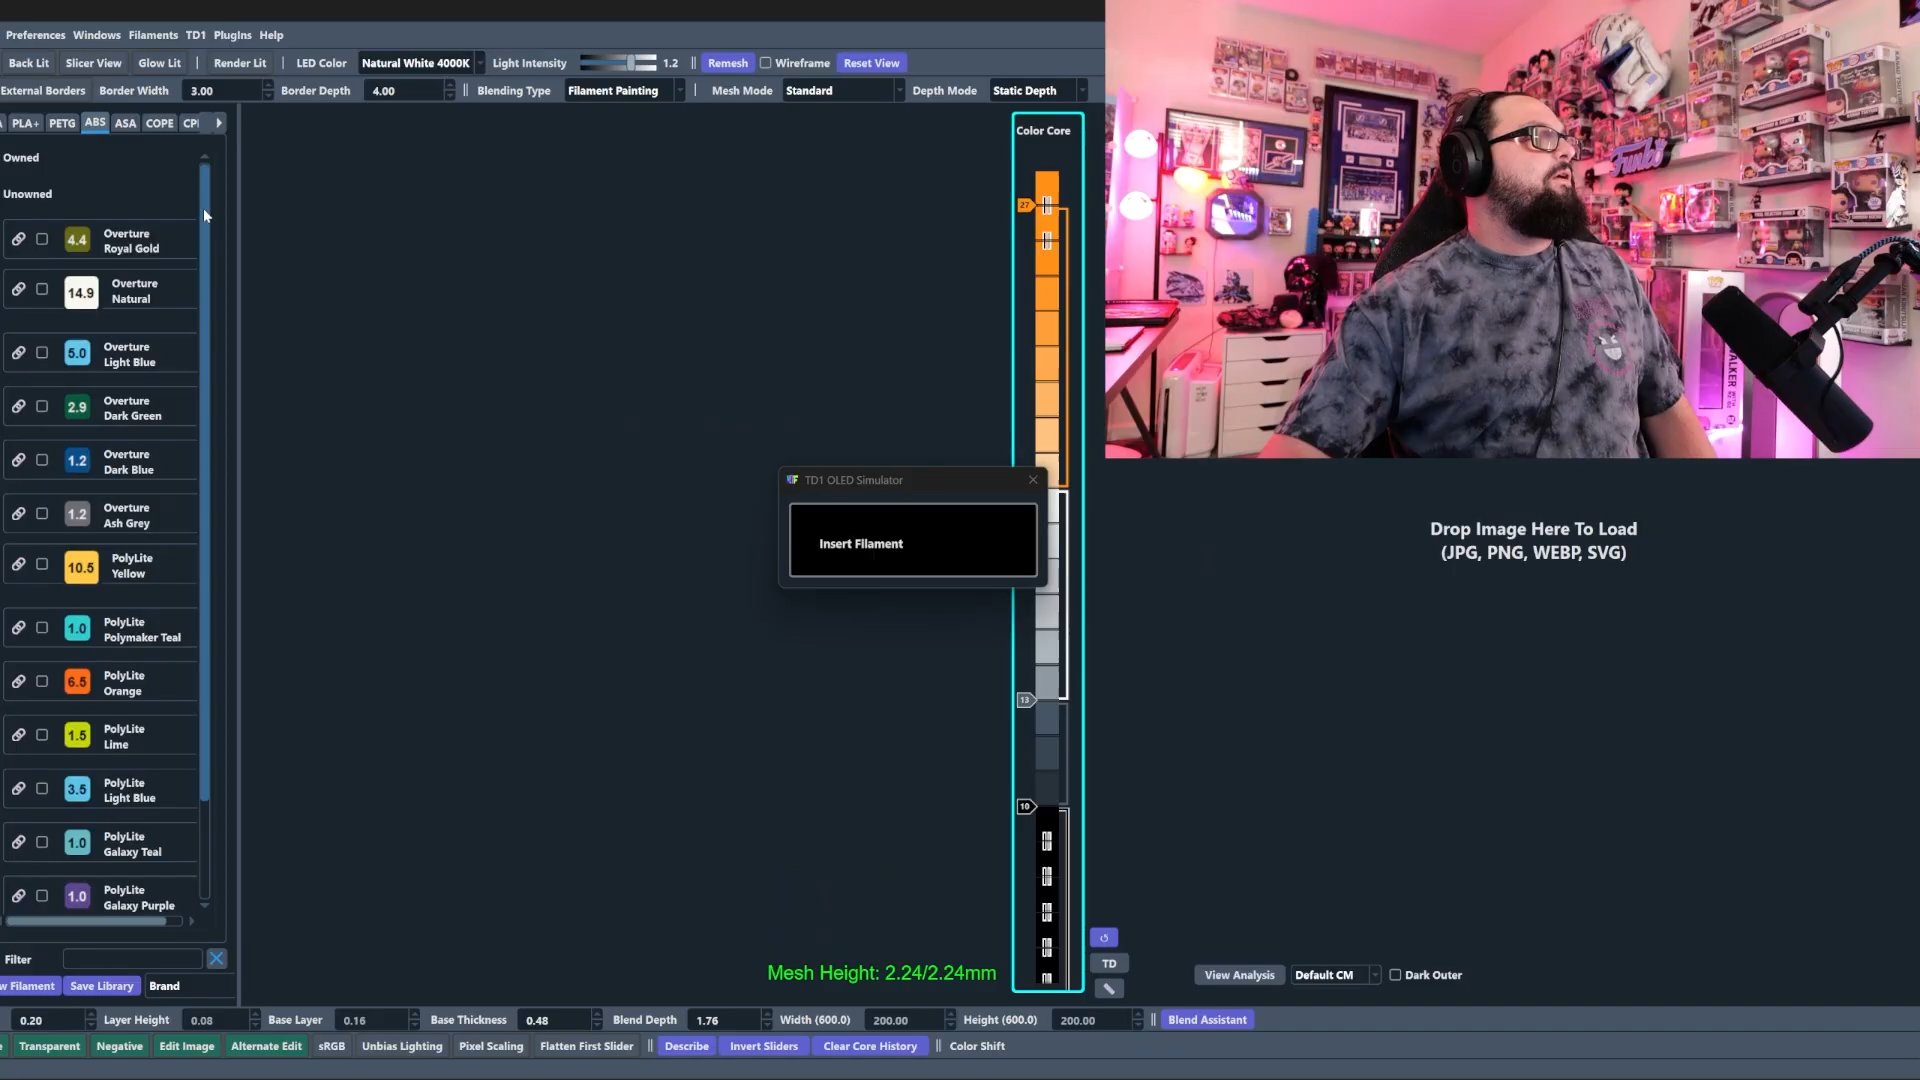 Preferences Windows Filaments TD1 PlugIns Help
Back Lit Slicer View Glow Lit | Render Lit | LED Color Natural White 4000K Light Intensity 1.2 || Remesh Wireframe Reset View
External Borders Border Width 3.00 Border Depth 4.00 || Blending Type Filament Painting | Mesh Mode Standard Depth Mode Static Depth
PLA+ PETG ABS ASA COPE
Color Core
Owned
Unowned
27
4.4 Overture
Royal Gold
14.9 Overture
Natural
5.0 Overture
Light Blue
2.9 Overture
Dark Green
1.2 Overture
Dark Blue
1.2 Overture
Ash Grey
10.5 PolyLite
Yellow
1.0 PolyLite
Polymaker Teal
6.5 PolyLite
Orange
1.5 PolyLite
Lime
3.5 PolyLite
Light Blue
1.0 PolyLite
Galaxy Teal
1.0 PolyLite
Galaxy Purple
TD1 OLED Simulator
Insert Filament
13
10
Funko
Drop Image Here To Load
(JPG, PNG, WEBP, SVG)
Mesh Height: 2.24/2.24mm
TD
View Analysis Default CM Dark Outer
Filter
w Filament Save Library Brand
0.20 Layer Height 0.08 Base Layer 0.16 Base Thickness 0.48 Blend Depth 1.76 Width (600.0) 200.00 Height (600.0) 200.00 || Blend Assistant
Transparent Negative Edit Image Alternate Edit sRGB Unbias Lighting Pixel Scaling Flatten First Slider || Describe Invert Sliders Clear Core History || Color Shift